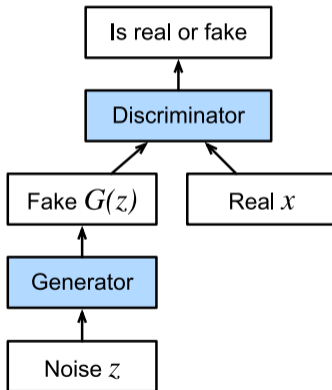 Is real or fake
Discriminator
Fake G(z)
Real x
Generator
Noise z